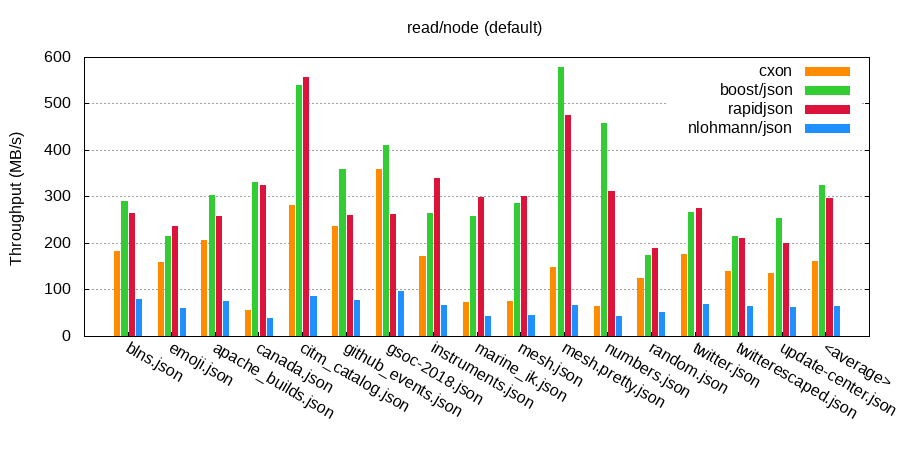 read/node (default)
Throughput (MB/s)
600
500
400
300
200
100
0
cxon
boost/json
rapidjson
nlohmann/json
blns.json
emoji.json
apache_builds.json
canada.json
citm_catalog.json
github_events.json
gsoc-2018.json
instruments.json
marine_ik.json
mesh.json
mesh.pretty.json
numbers.json
random.json
twitter.json
twitterescaped.json
update-center.json
<average>